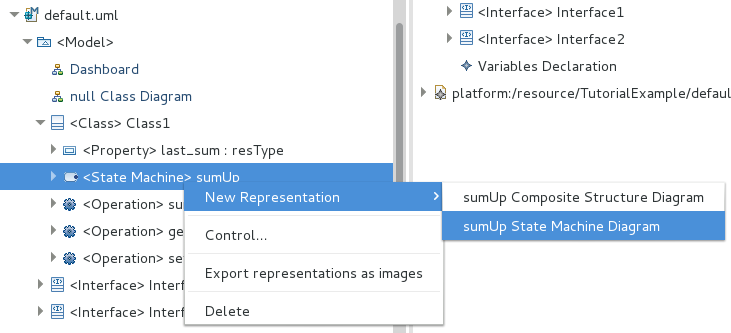 default.uml
<Model>
Dashboard
null Class Diagram
<Class> Class1
<Property> last_sum : resType
<State Machine> sumUp
<Operation> su
<Operation> ge
<Operation> se
<Interface> Interf
<Interface> Interf
New Representation
Control...
Export representations as images
Delete
sumUp Composite Structure Diagram
sumUp State Machine Diagram
<Interface> Interface1
<Interface> Interface2
Variables Declaration
platform:/resource/TutorialExample/defaul